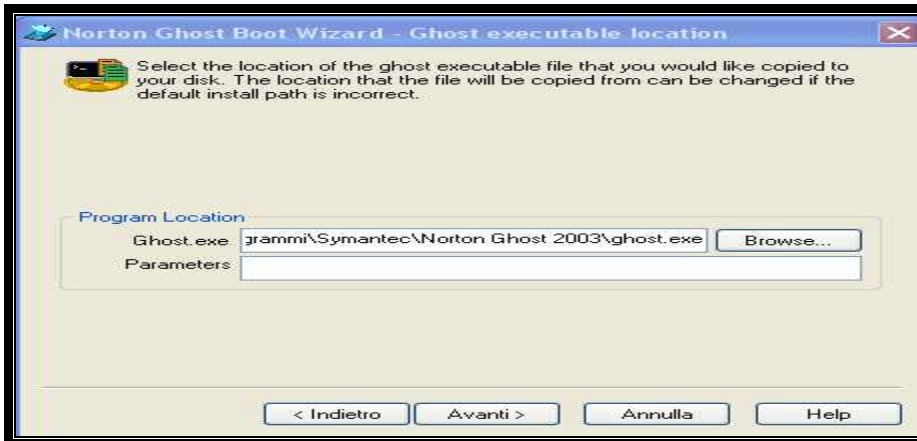 Norton Ghost Boot Wizard - Ghost executable location
Select the location of the ghost executable file that you would like copied to
your disk. The location that the file will be copied from can be changed if the
default install path is incorrect.
Program Location
Ghost.exe grammi\Symantec\Norton Ghost 2003\ghost.exe Browse...
Parameters
< Indietro Avanti > Annulla Help